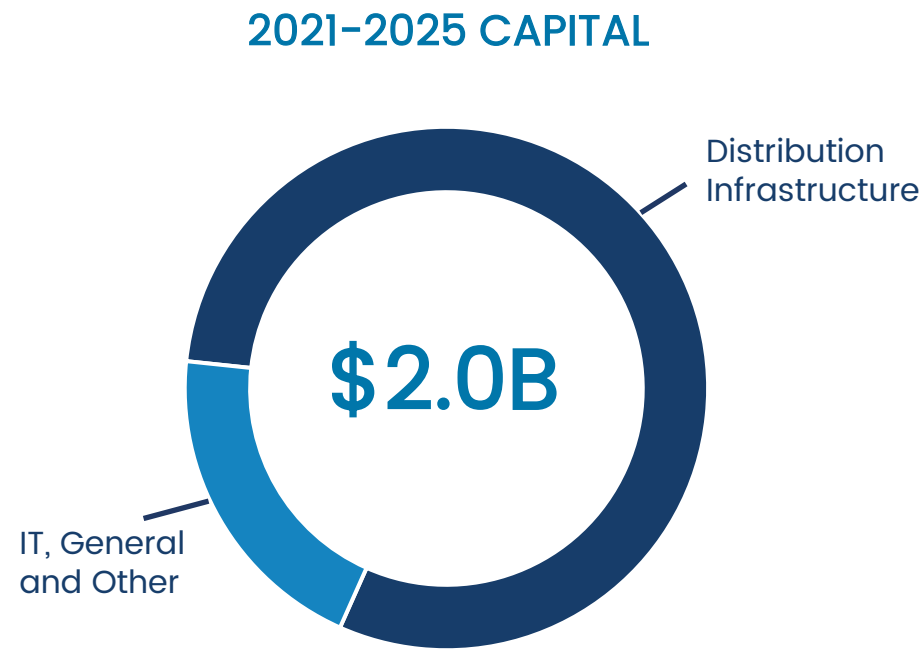 2021-2025 CAPITAL
Distribution
Infrastructure
$2.0B
IT, General
and Other